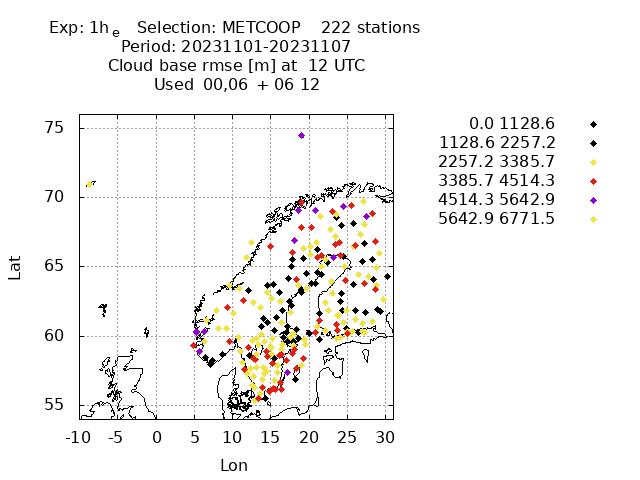 Exp: 1h e   Selection: METCOOP    222 stations
Period: 20231101-20231107
Cloud base rmse [m] at  12 UTC
Used  00,06  + 06 12
75
70
65
60
55
Lat
-10 -5 0 5 10 15 20 25 30
Lon
0.0 1128.6
1128.6 2257.2
2257.2 3385.7
3385.7 4514.3
4514.3 5642.9
5642.9 6771.5